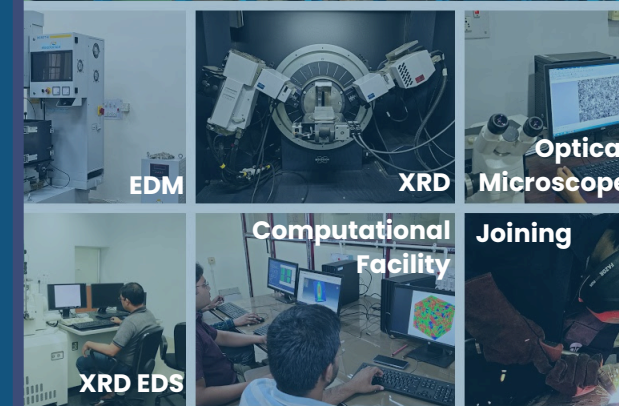 EDM
XRD
Optica
Microscope
XRD EDS
Computational
Facility
Joining